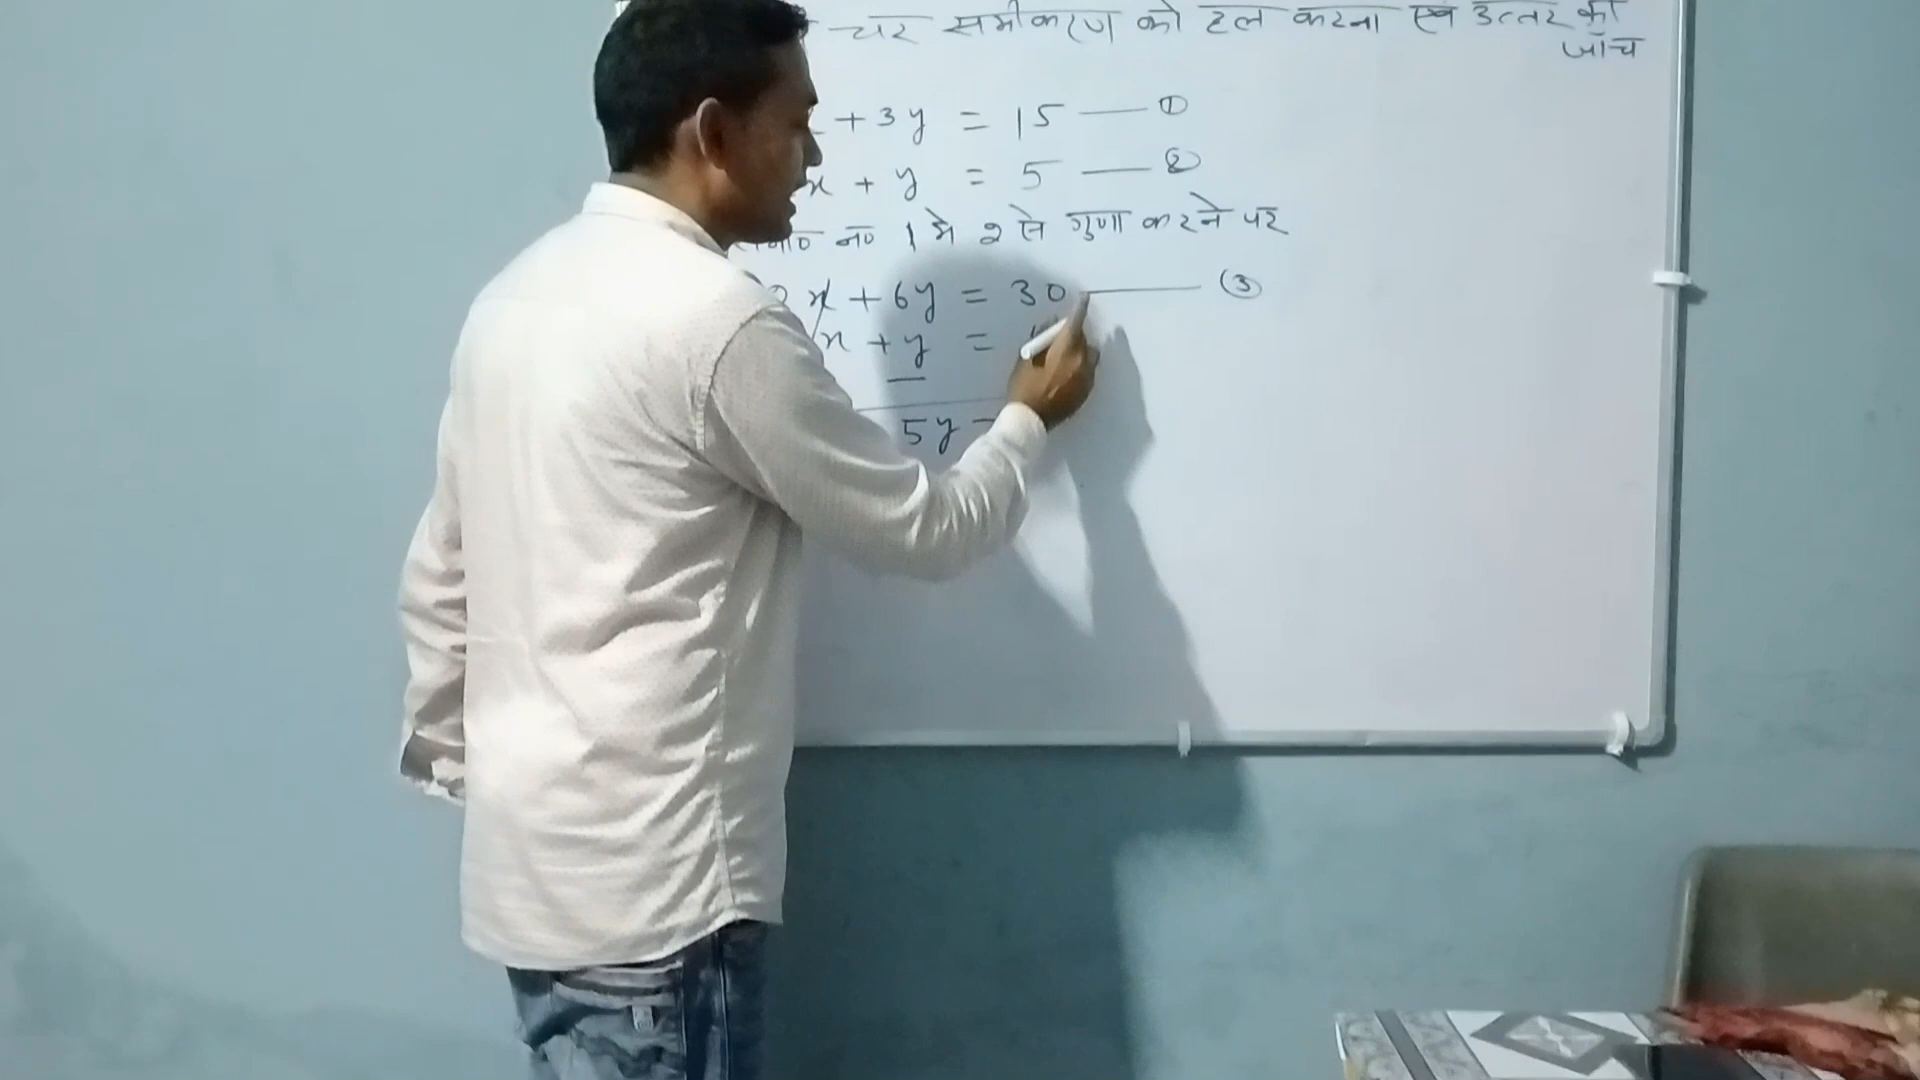 चर समीकरण को हल करना एवं उत्तर की
जाँच
+ 3y = 15 — ①
x + y = 5 — ②
न० 1 मे 2 से गुणा करने पर
x + 6y = 30 — ③
x + y =
5y =